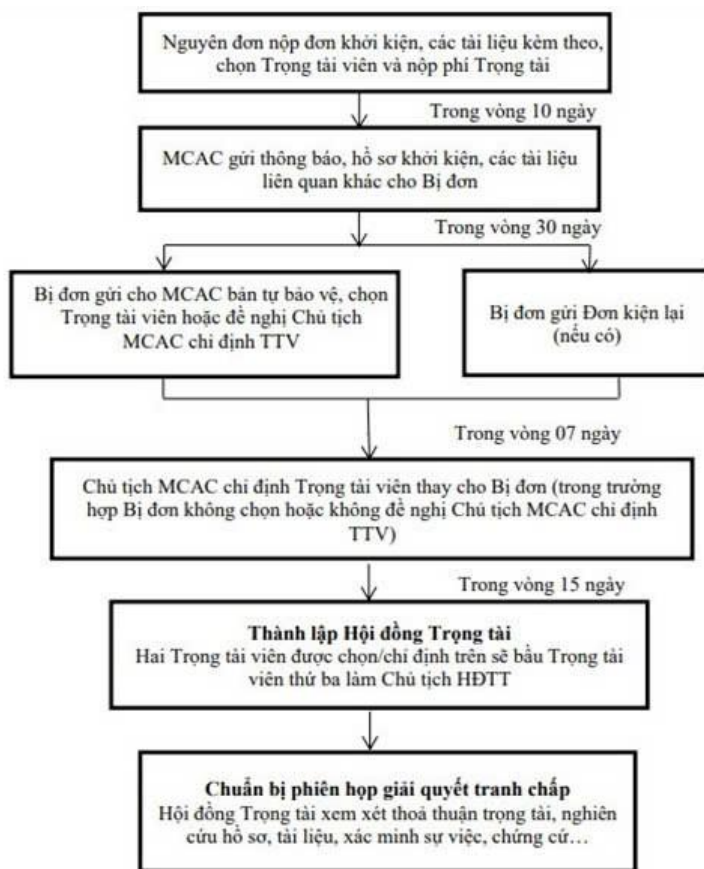 Nguyên đơn nộp đơn khởi kiện, các tài liệu kèm theo,
chọn Trọng tài viên và nộp phí Trọng tài
Trong vòng 10 ngày
MCAC gửi thông báo, hồ sơ khởi kiện, các tài liệu
liên quan khác cho Bị đơn
Trong vòng 30 ngày
Bị đơn gửi cho MCAC bản tự bảo vệ, chọn
Trọng tài viên hoặc đề nghị Chủ tịch
MCAC chỉ định TTV
Bị đơn gửi Đơn kiện lại
(nếu có)
Trong vòng 07 ngày
Chủ tịch MCAC chỉ định Trọng tài viên thay cho Bị đơn (trong trường
hợp Bị đơn không chọn hoặc không đề nghị Chủ tịch MCAC chỉ định
TTV)
Trong vòng 15 ngày
Thành lập Hội đồng Trọng tài
Hai Trọng tài viên được chọn/chỉ định trên sẽ bầu Trọng tài
viên thứ ba làm Chủ tịch HĐTT
Chuẩn bị phiên họp giải quyết tranh chấp
Hội đồng Trọng tài xem xét thoả thuận trọng tài, nghiên
cứu hồ sơ, tài liệu, xác minh sự việc, chứng cứ…